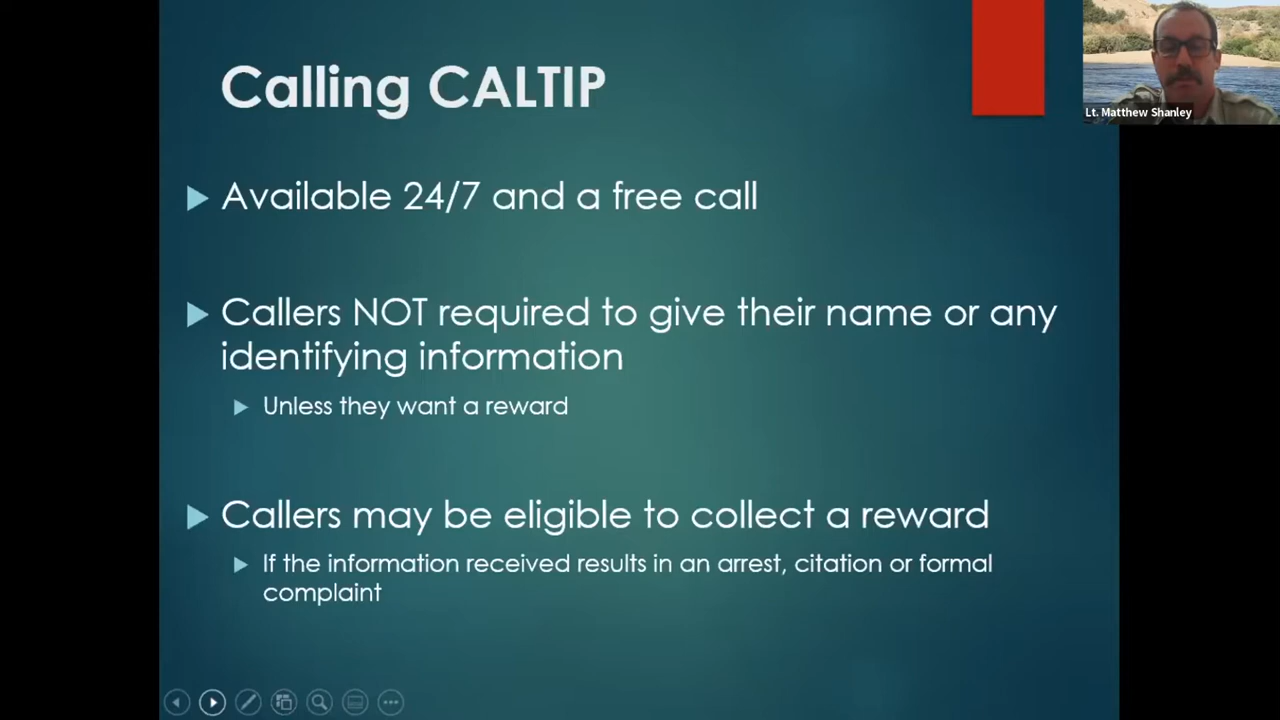 Calling CALTIP
Lt. Matthew Shanley
Available 24/7 and a free call
Callers NOT required to give their name or any
identifying information
Unless they want a reward
Callers may be eligible to collect a reward
If the information received results in an arrest, citation or formal
complaint